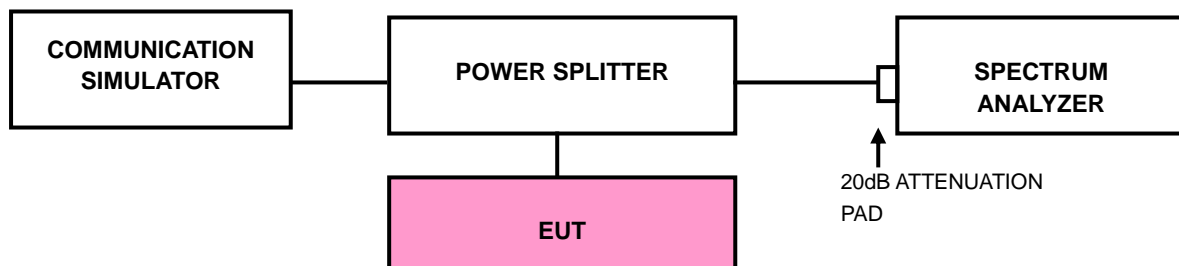 COMMUNICATION
SIMULATOR
POWER SPLITTER
SPECTRUM
ANALYZER
20dB ATTENUATION
PAD
EUT